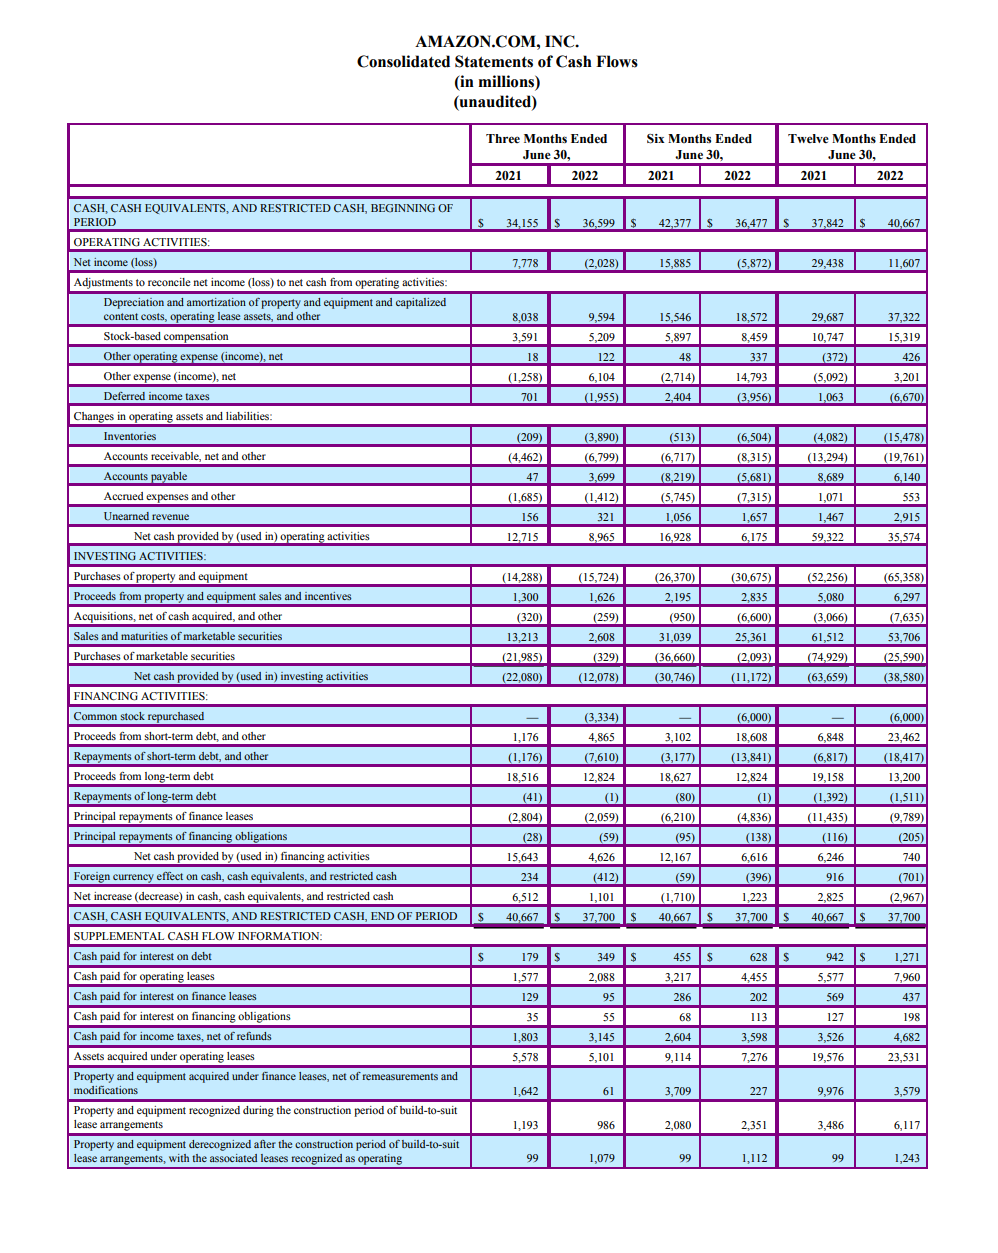 AMAZON.COM, INC.
Consolidated Statements of Cash Flows
(in millions)
(unaudited)
Three Months Ended June 30, Six Months Ended June 30, Twelve Months Ended June 30,
2021 2022 2021 2022 2021 2022
CASH, CASH EQUIVALENTS, AND RESTRICTED CASH, BEGINNING OF
PERIOD $ 34,155 $ 36,599 $ 42,377 $ 36,477 $ 37,842 $ 40,667
OPERATING ACTIVITIES:
Net income (loss) 7,778 (2,028) 15,885 (5,872) 29,438 11,607
Adjustments to reconcile net income (loss) to net cash from operating activities:
Depreciation and amortization of property and equipment and capitalized
content costs, operating lease assets, and other 8,038 9,594 15,546 18,572 29,687 37,322
Stock-based compensation 3,591 5,209 5,897 8,459 10,747 15,319
Other operating expense (income), net 18 122 48 337 (372) 426
Other expense (income), net (1,258) 6,104 (2,714) 14,793 (5,092) 3,201
Deferred income taxes 701 (1,955) 2,404 (3,956) 1,063 (6,670)
Changes in operating assets and liabilities:
Inventories (209) (3,890) (513) (6,504) (4,082) (15,478)
Accounts receivable, net and other (4,462) (6,799) (6,717) (8,315) (13,294) (19,761)
Accounts payable 47 3,699 (8,219) (5,681) 8,689 6,140
Accrued expenses and other (1,685) (1,412) (5,745) (7,315) 1,071 553
Unearned revenue 156 321 1,056 1,657 1,467 2,915
Net cash provided by (used in) operating activities 12,715 8,965 16,928 6,175 59,322 35,574
INVESTING ACTIVITIES:
Purchases of property and equipment (14,288) (15,724) (26,370) (30,675) (52,256) (65,358)
Proceeds from property and equipment sales and incentives 1,300 1,626 2,195 2,835 5,080 6,297
Acquisitions, net of cash acquired, and other (320) (259) (950) (6,600) (3,066) (7,635)
Sales and maturities of marketable securities 13,213 2,608 31,039 25,361 61,512 53,706
Purchases of marketable securities (21,985) (329) (36,660) (2,093) (74,929) (25,590)
Net cash provided by (used in) investing activities (22,080) (12,078) (30,746) (11,172) (63,659) (38,580)
FINANCING ACTIVITIES:
Common stock repurchased — (3,334) — (6,000) — (6,000)
Proceeds from short-term debt, and other 1,176 4,865 3,102 18,608 6,848 23,462
Repayments of short-term debt, and other (1,176) (7,610) (3,177) (13,841) (6,817) (18,417)
Proceeds from long-term debt 18,516 12,824 18,627 12,824 19,158 13,200
Repayments of long-term debt (41) (1) (80) (1) (1,392) (1,511)
Principal repayments of finance leases (2,804) (2,059) (6,210) (4,836) (11,435) (9,789)
Principal repayments of financing obligations (28) (59) (95) (138) (116) (205)
Net cash provided by (used in) financing activities 15,643 4,626 12,167 6,616 6,246 740
Foreign currency effect on cash, cash equivalents, and restricted cash 234 (412) (59) (396) 916 (701)
Net increase (decrease) in cash, cash equivalents, and restricted cash 6,512 1,101 (1,710) 1,223 2,825 (2,967)
CASH, CASH EQUIVALENTS, AND RESTRICTED CASH, END OF PERIOD $ 40,667 $ 37,700 $ 40,667 $ 37,700 $ 40,667 $ 37,700
SUPPLEMENTAL CASH FLOW INFORMATION:
Cash paid for interest on debt $ 179 $ 349 $ 455 $ 628 $ 942 $ 1,271
Cash paid for operating leases 1,577 2,088 3,217 4,455 5,577 7,960
Cash paid for interest on finance leases 129 95 286 202 569 437
Cash paid for interest on financing obligations 35 55 68 113 127 198
Cash paid for income taxes, net of refunds 1,803 3,145 2,604 3,598 3,526 4,682
Assets acquired under operating leases 5,578 5,101 9,114 7,276 19,576 23,531
Property and equipment acquired under finance leases, net of remeasurements and
modifications 1,642 61 3,709 227 9,976 3,579
Property and equipment recognized during the construction period of build-to-suit
lease arrangements 1,193 986 2,080 2,351 3,486 6,117
Property and equipment derecognized after the construction period of build-to-suit
lease arrangements, with the associated leases recognized as operating 99 1,079 99 1,112 99 1,243